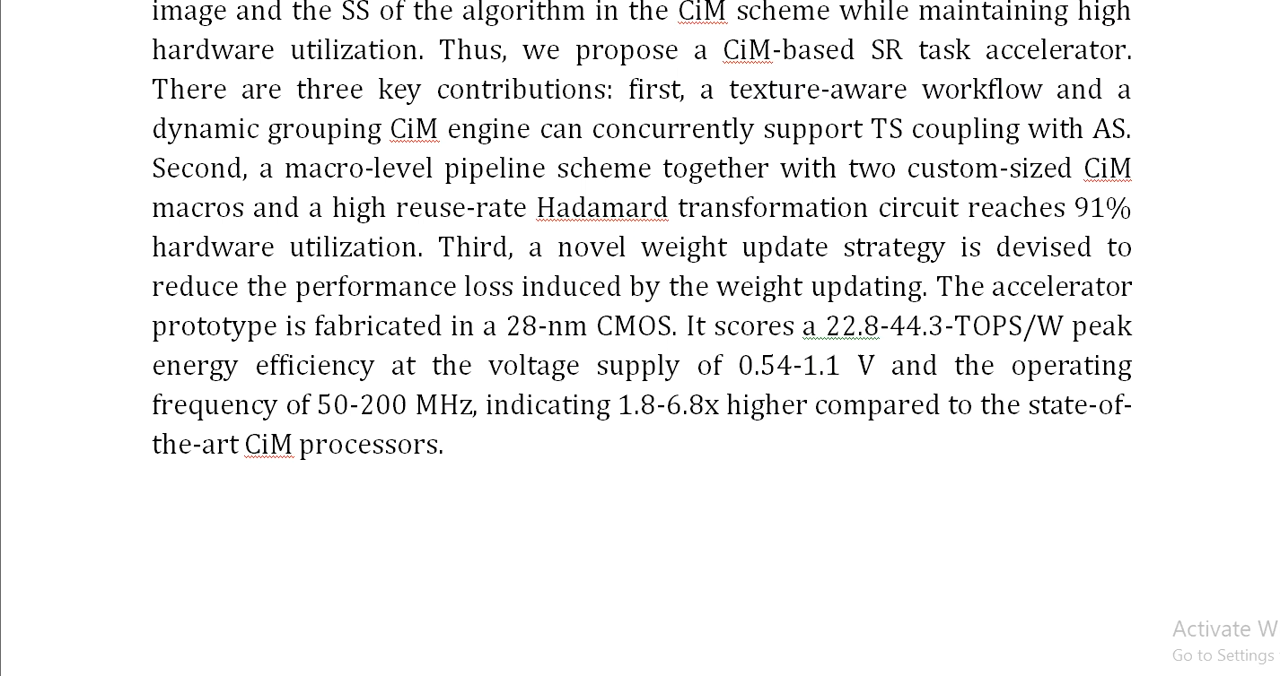 image and the SS of the algorithm in the CiM scheme while maintaining high
hardware utilization. Thus, we propose a CiM-based SR task accelerator.
There are three key contributions: first, a texture-aware workflow and a
dynamic grouping CiM engine can concurrently support TS coupling with AS.
Second, a macro-level pipeline scheme together with two custom-sized CiM
macros and a high reuse-rate Hadamard transformation circuit reaches 91%
hardware utilization. Third, a novel weight update strategy is devised to
reduce the performance loss induced by the weight updating. The accelerator
prototype is fabricated in a 28-nm CMOS. It scores a 22.8-44.3-TOPS/W peak
energy efficiency at the voltage supply of 0.54-1.1 V and the operating
frequency of 50-200 MHz, indicating 1.8-6.8x higher compared to the state-of-
the-art CiM processors.
Activate W
Go to Settings